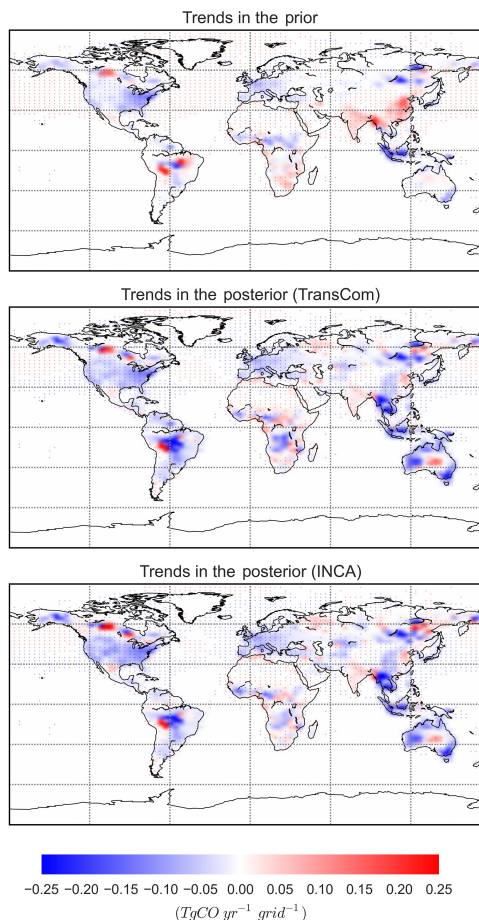 Trends in the prior
Trends in the posterior (TransCom)
Trends in the posterior (INCA)
−0.25 −0.20 −0.15 −0.10 −0.05 0.00 0.05 0.10 0.15 0.20 0.25
(TgCO yr⁻¹ grid⁻¹)